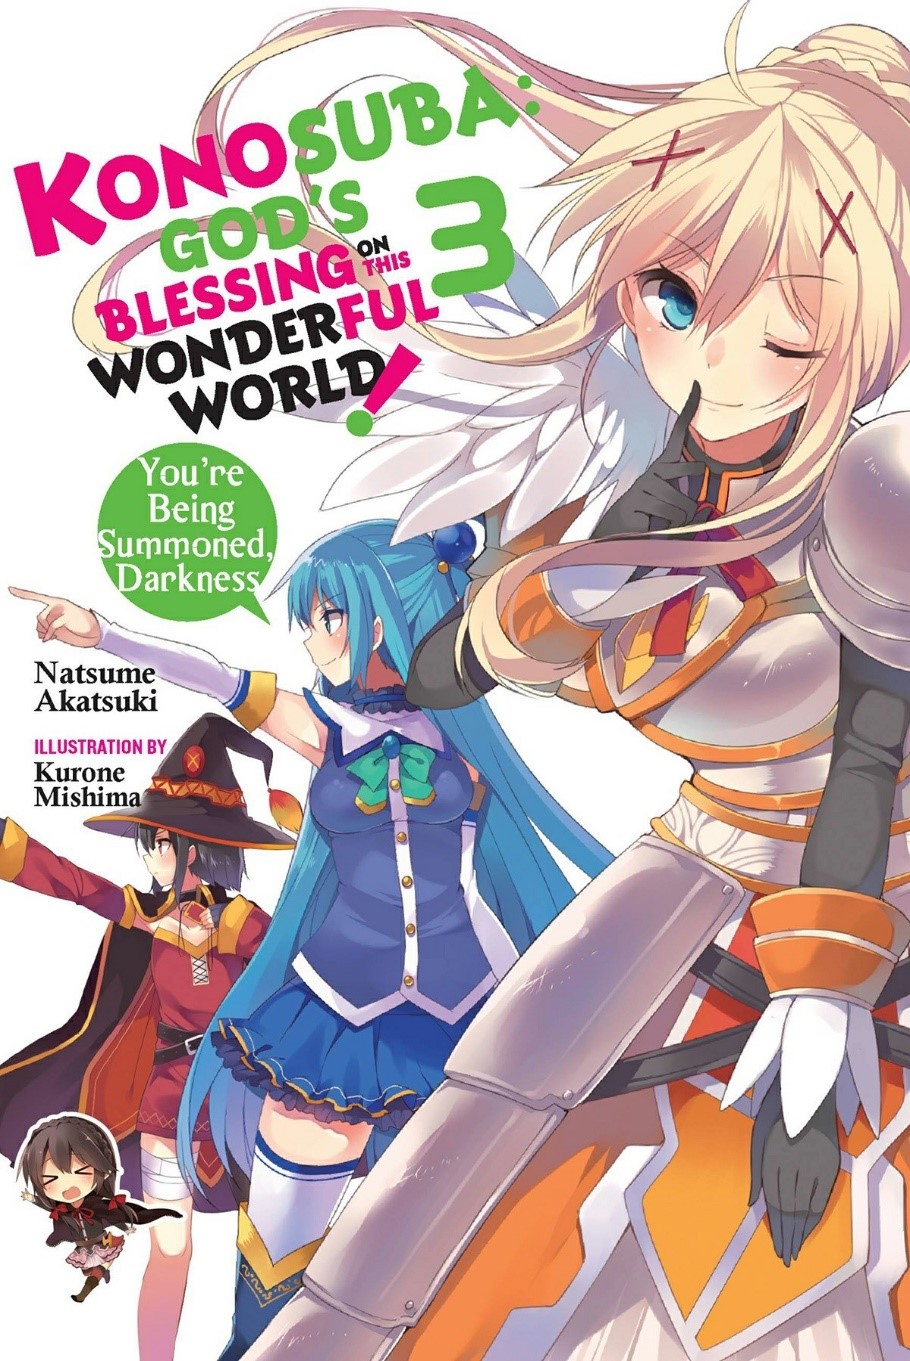 KONOSUBA:
GOD'S
BLESSING ON THIS
WONDERFUL
WORLD!
3
You're
Being
Summoned,
Darkness
Natsume
Akatsuki
ILLUSTRATION BY
Kurone
Mishima